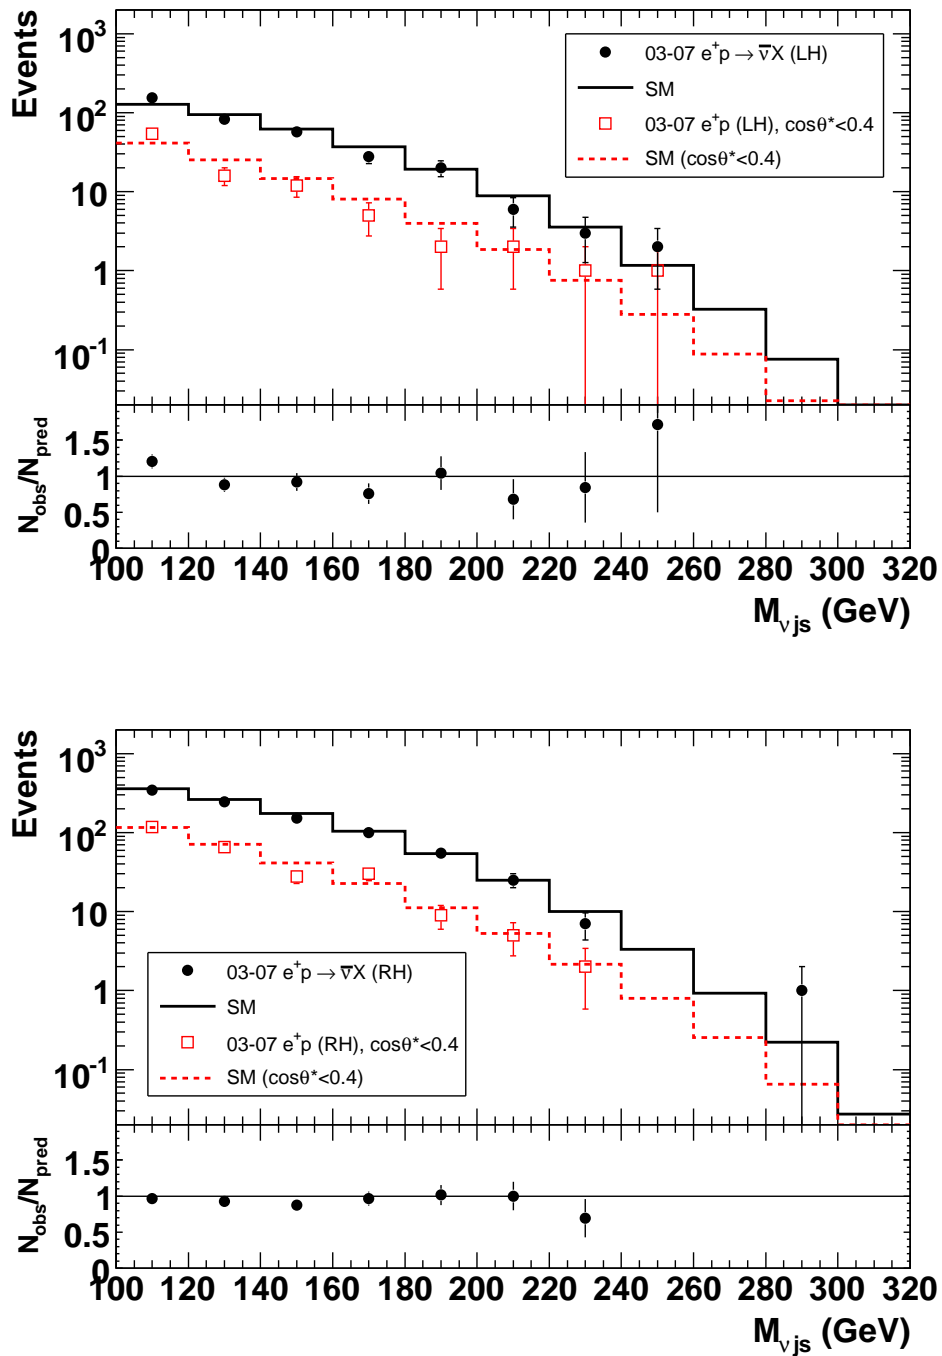 Events
10³
10²
10
1
10⁻¹
03-07 e⁺p → ν̅X (LH)
SM
03-07 e⁺p (LH), cosθ*<0.4
SM (cosθ*<0.4)
N_obs/N_pred
1.5
1
0.5
0
100 120 140 160 180 200 220 240 260 280 300 320
M_νjs (GeV)
Events
10³
10²
10
1
10⁻¹
03-07 e⁺p → ν̅X (RH)
SM
03-07 e⁺p (RH), cosθ*<0.4
SM (cosθ*<0.4)
N_obs/N_pred
1.5
1
0.5
0
100 120 140 160 180 200 220 240 260 280 300 320
M_νjs (GeV)